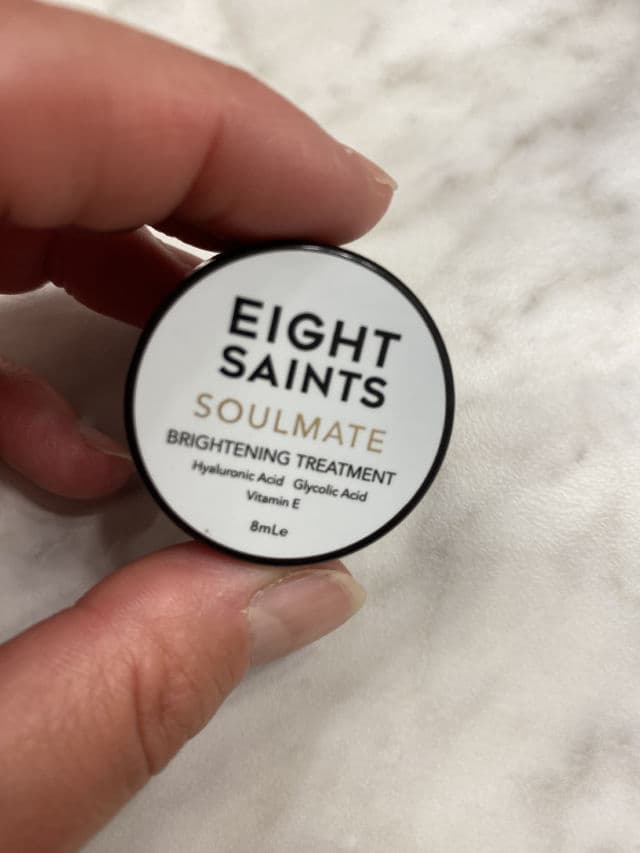 EIGHT
SAINTS
SOULMATE
BRIGHTENING TREATMENT
Hyaluronic Acid Glycolic Acid
Vitamin E
8mLe